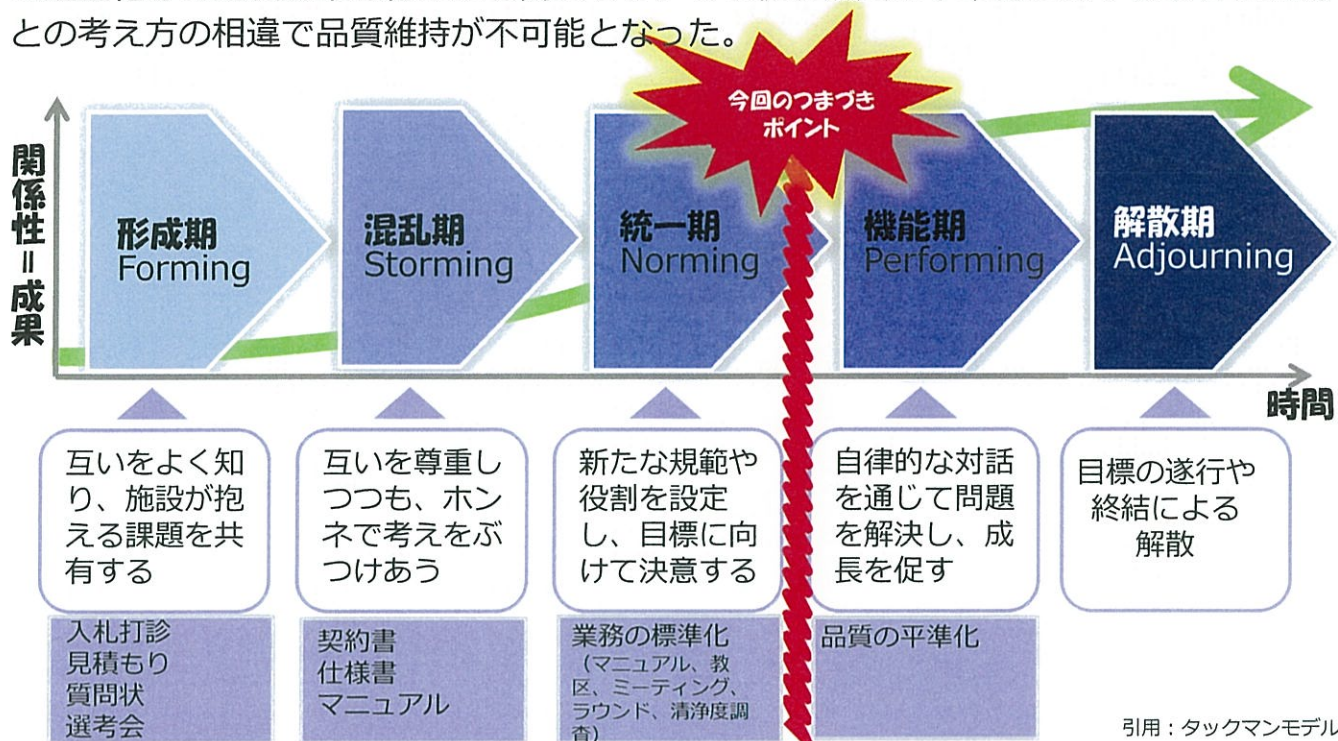 との考え方の相違で品質維持が不可能となった。
今回のつまづき
ポイント
関係性=成果
形成期
Forming
混乱期
Storming
統一期
Norming
機能期
Performing
解散期
Adjourning
時間
互いをよく知
り、施設が抱
える課題を共
有する
互いを尊重し
つつも、ホン
ネで考えをぶ
つけあう
新たな規範や
役割を設定
し、目標に向
けて決意する
自律的な対話
を通じて問題
を解決し、成
長を促す
目標の遂行や
終結による
解散
入札打診
見積もり
質問状
選考会
契約書
仕様書
マニュアル
業務の標準化
(マニュアル、教
区、ミーティング、
ラウンド、清浄度調
査)
品質の平準化
引用:タックマンモデル